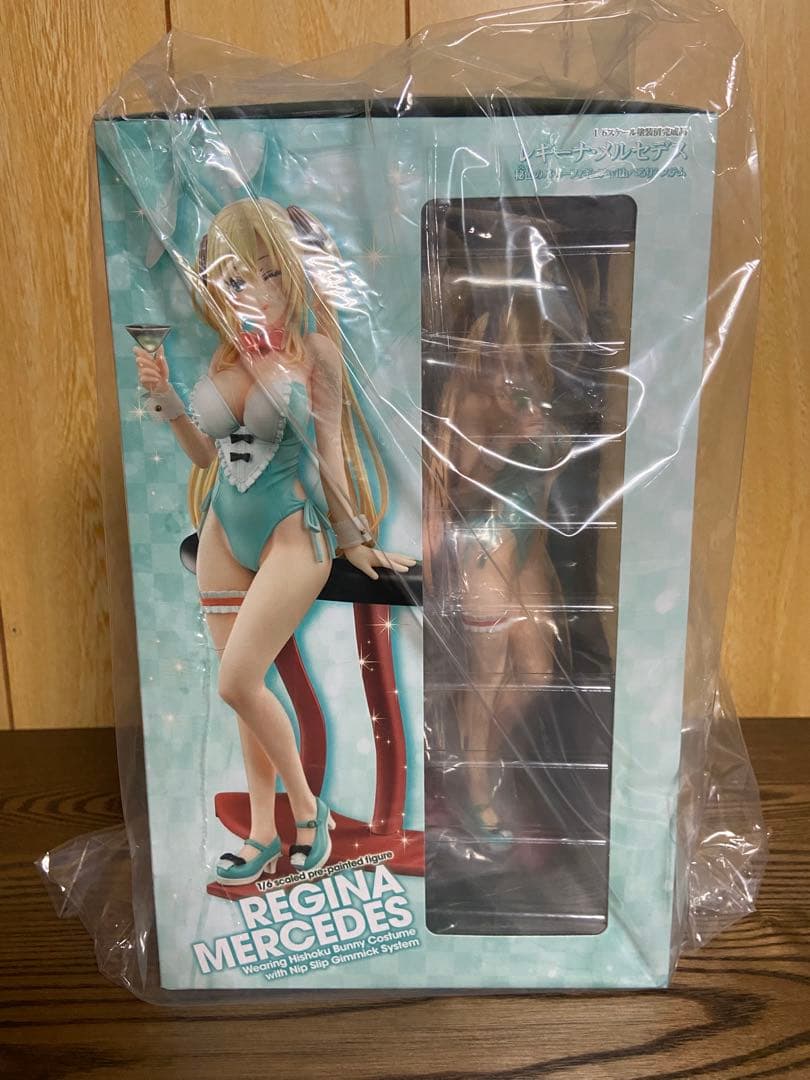 1/6スケール塗装済完成品
レギーナ・メルセデス
1/6 scaled pre-painted figure
REGINA
MERCEDES
Wearing Hishoku Bunny Costume
with Nip Slip Gimmick System